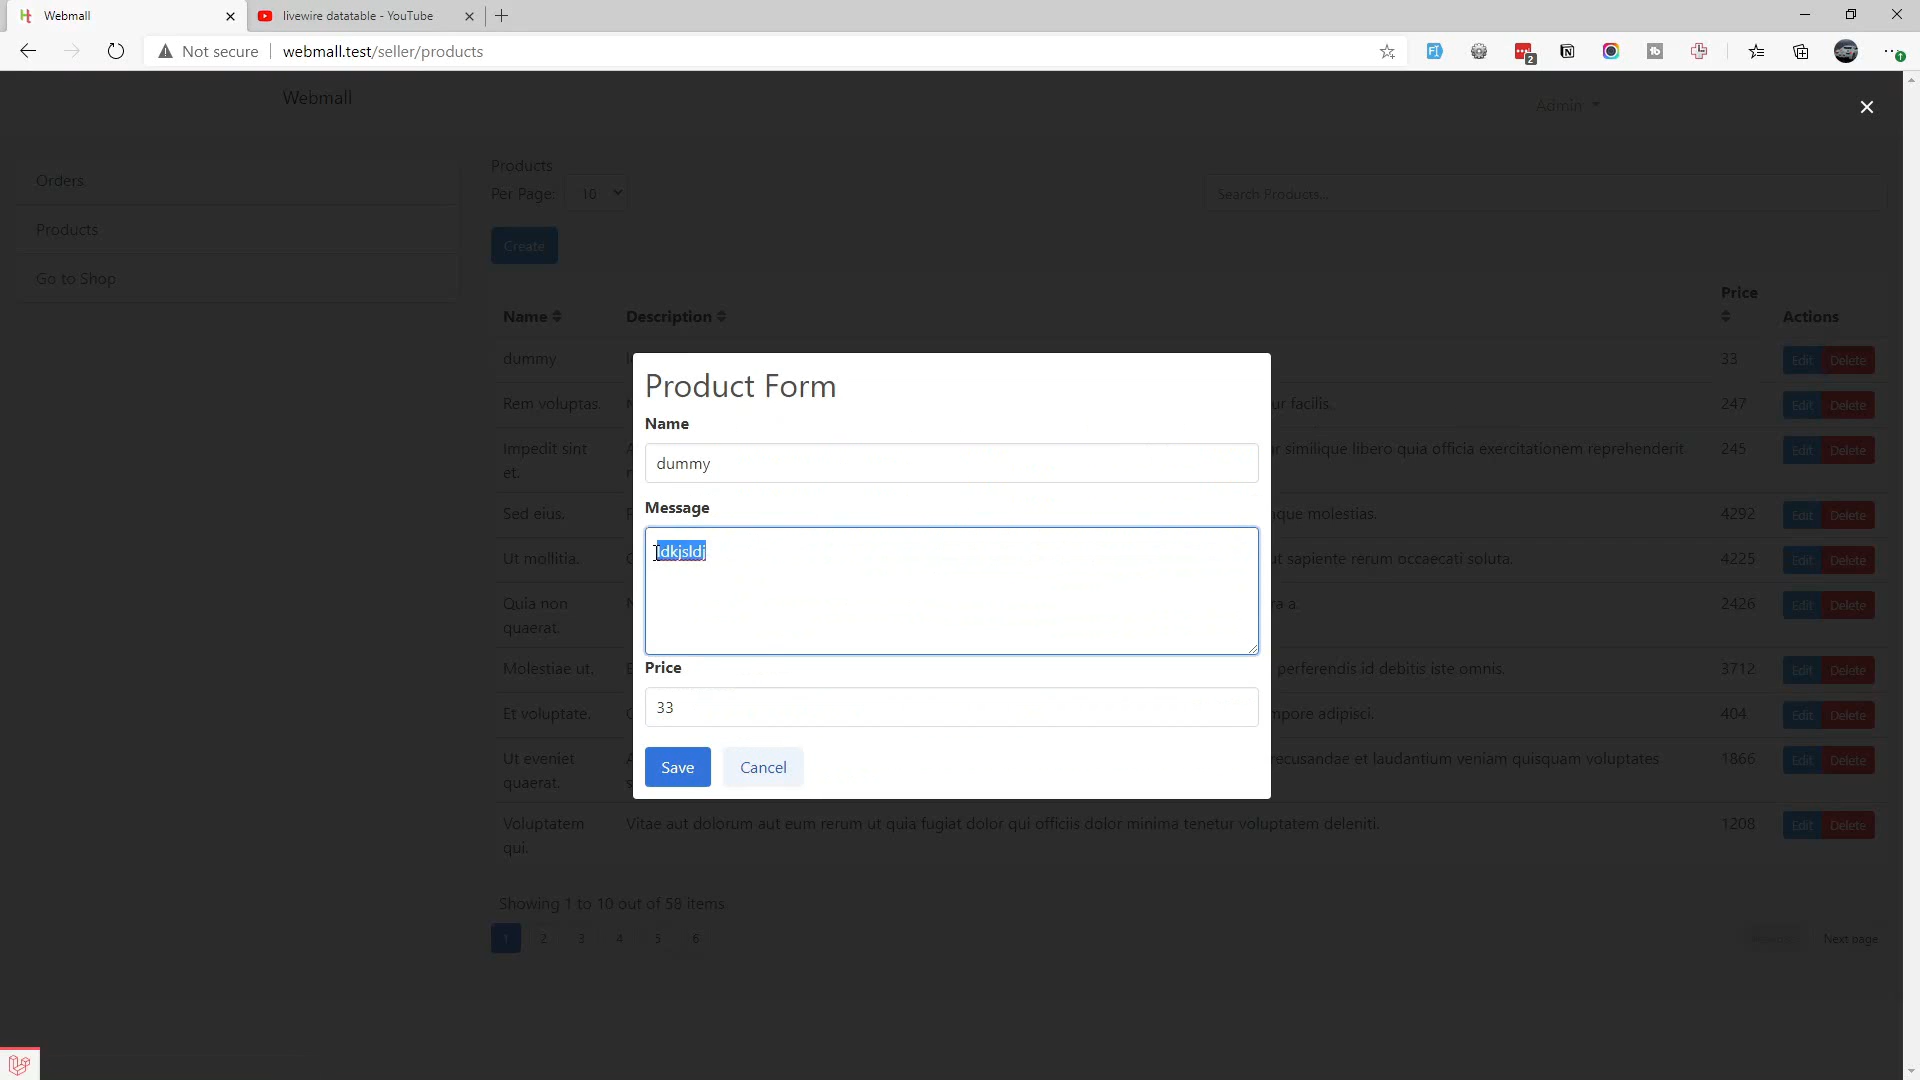 Webmall
livewire datatable - YouTube
Not secure
webmall.test/seller/products
2
Webmall
Admin
Orders
Products
Go to Shop
Products
Per Page: 10
Search Products...
Create
Name Description Price Actions
dummy 33 Edit Delete
Rem voluptas. ur facilis. 247 Edit Delete
Impedit sint et. similique libero quia officia exercitationem reprehenderit 245 Edit Delete
Sed eius. que molestias. 4292 Edit Delete
Ut mollitia. ut sapiente rerum occaecati soluta. 4225 Edit Delete
Quia non quaerat. a a. 2426 Edit Delete
Molestiae ut. perferendis id debitis iste omnis. 3712 Edit Delete
Et voluptate. mpore adipisci. 404 Edit Delete
Ut eveniet quaerat. recusandae et laudantium veniam quisquam voluptates 1866 Edit Delete
Voluptatem qui. Vitae aut dolorum aut eum rerum ut quia fugiat dolor qui officiis dolor minima tenetur voluptatem deleniti. 1208 Edit Delete
Showing 1 to 10 out of 58 items
1 2 3 4 5 6
Next page
Product Form
Name
dummy
Message
ldkjsldj
Price
33
Save Cancel